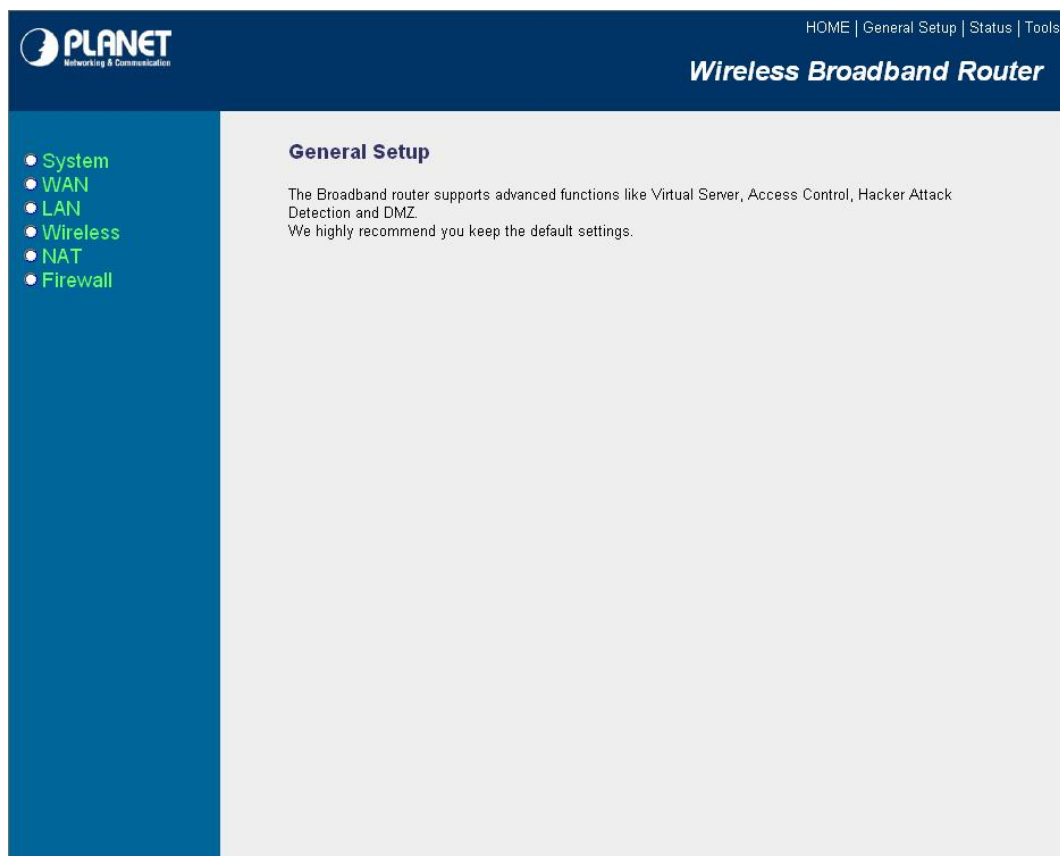 PLANET
Networking & Communication
HOME | General Setup | Status | Tools
Wireless Broadband Router
System
WAN
LAN
Wireless
NAT
Firewall
General Setup
The Broadband router supports advanced functions like Virtual Server, Access Control, Hacker Attack
Detection and DMZ.
We highly recommend you keep the default settings.